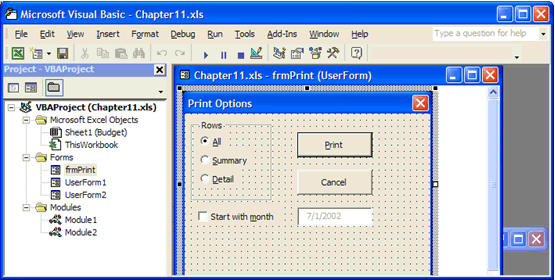 Microsoft Visual Basic - Chapter11.xls
File Edit View Insert Format Debug Run Tools Add-Ins Window Help
Type a question for help
Project - VBAProject
VBAProject (Chapter11.xls)
Microsoft Excel Objects
Sheet1 (Budget)
ThisWorkbook
Forms
frmPrint
UserForm1
UserForm2
Modules
Module1
Module2
Chapter11.xls - frmPrint (UserForm)
Print Options
Rows
All
Summary
Detail
Print
Cancel
Start with month
7/1/2002